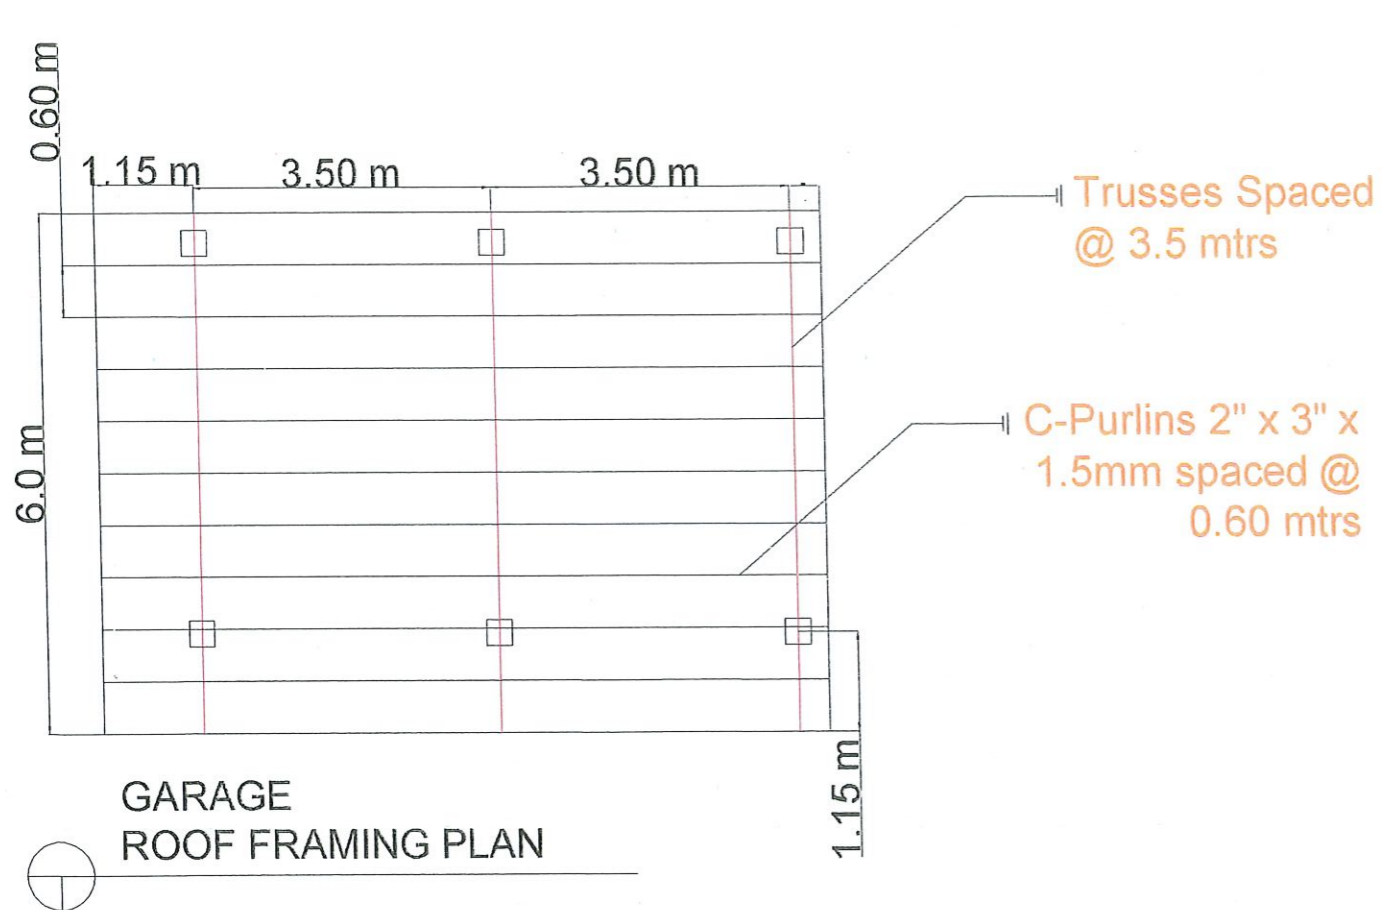 0.60 m
1.15 m
3.50 m
3.50 m
Trusses Spaced
@ 3.5 mtrs
C-Purlins 2" x 3" x
1.5mm spaced @
0.60 mtrs
6.0 m
1.15 m
GARAGE
ROOF FRAMING PLAN